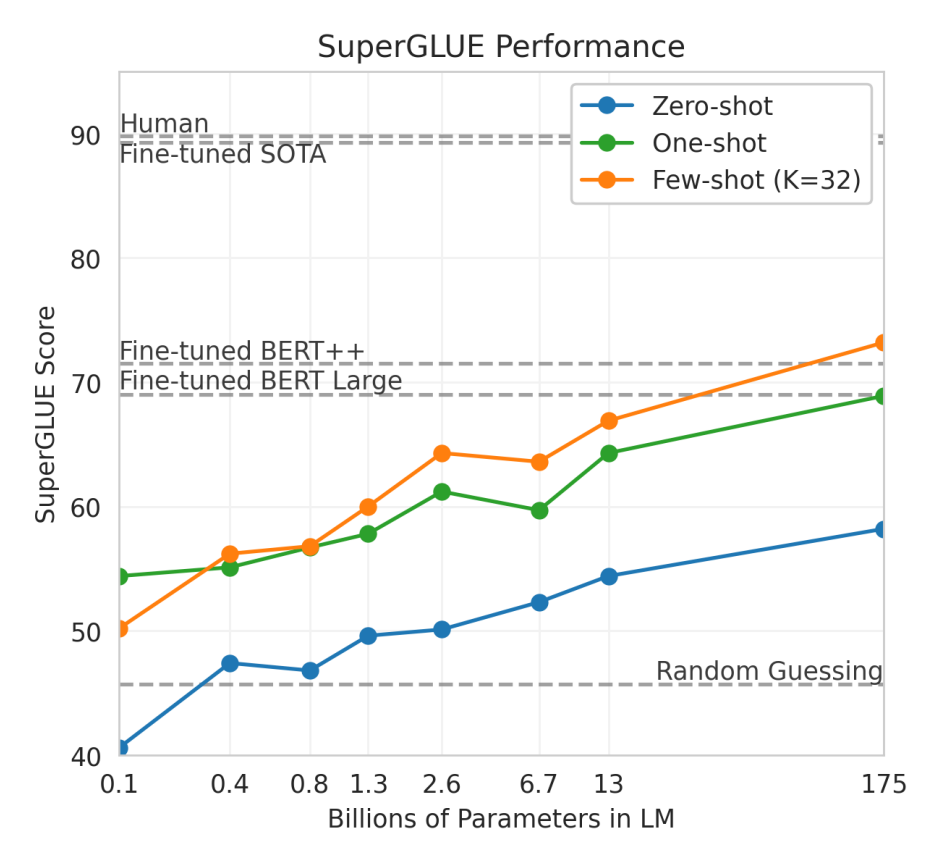 SuperGLUE Performance
Human
Fine-tuned SOTA
Zero-shot
One-shot
Few-shot (K=32)
90
80
Fine-tuned BERT++
70
Fine-tuned BERT Large
60
50
Random Guessing
40
SuperGLUE Score
0.1 0.4 0.8 1.3 2.6 6.7 13 175
Billions of Parameters in LM